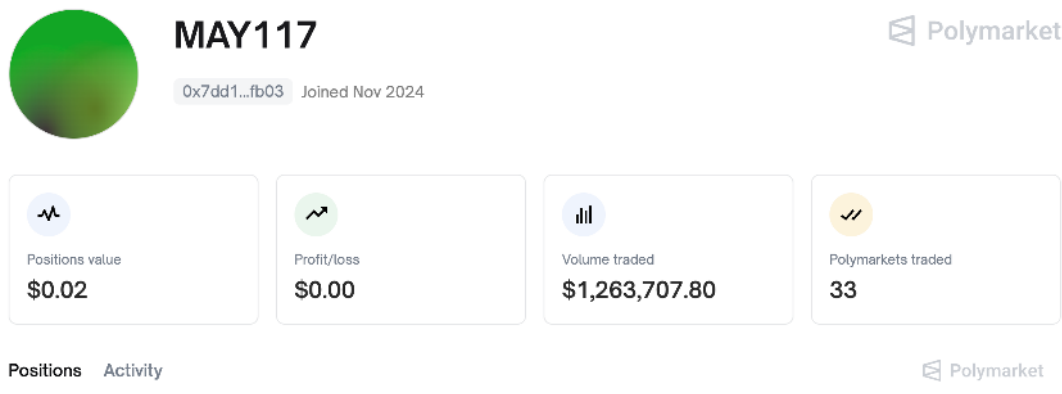 MAY117
Polymarket
0x7dd1...fb03 Joined Nov 2024
Positions value
$0.02
Profit/loss
$0.00
Volume traded
$1,263,707.80
Polymarkets traded
33
Positions Activity
Polymarket